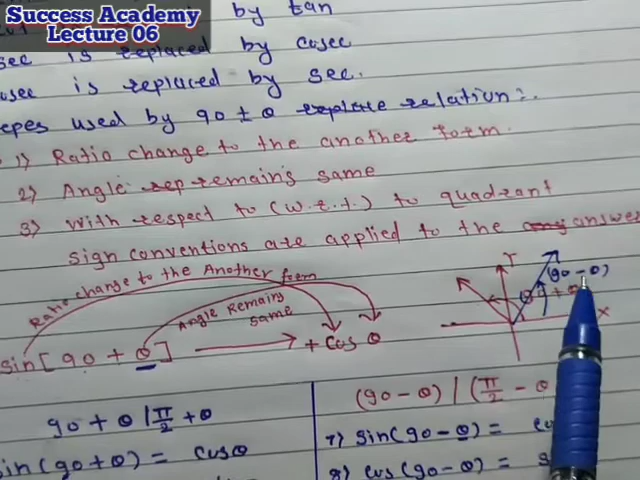 Success Academy
Lecture 06
by tan
sec is replaced by cosec
cosec is replaced by sec.
used by 90 ± θ relation:-
1) Ratio change to the another form.
2) Angle remains same
3) With respect to (w.r.t.) to quadrant
sign conventions are applied to the answer
Ratio change to the Another form
Angle Remains same
sin[90 + θ] → + cos θ
Y
(90 - θ)
X
90 + θ | π/2 + θ
(90 - θ) | (π/2 - θ
sin(90+θ) = cosθ
7) sin(90-θ) =
8) cos(90-θ) =